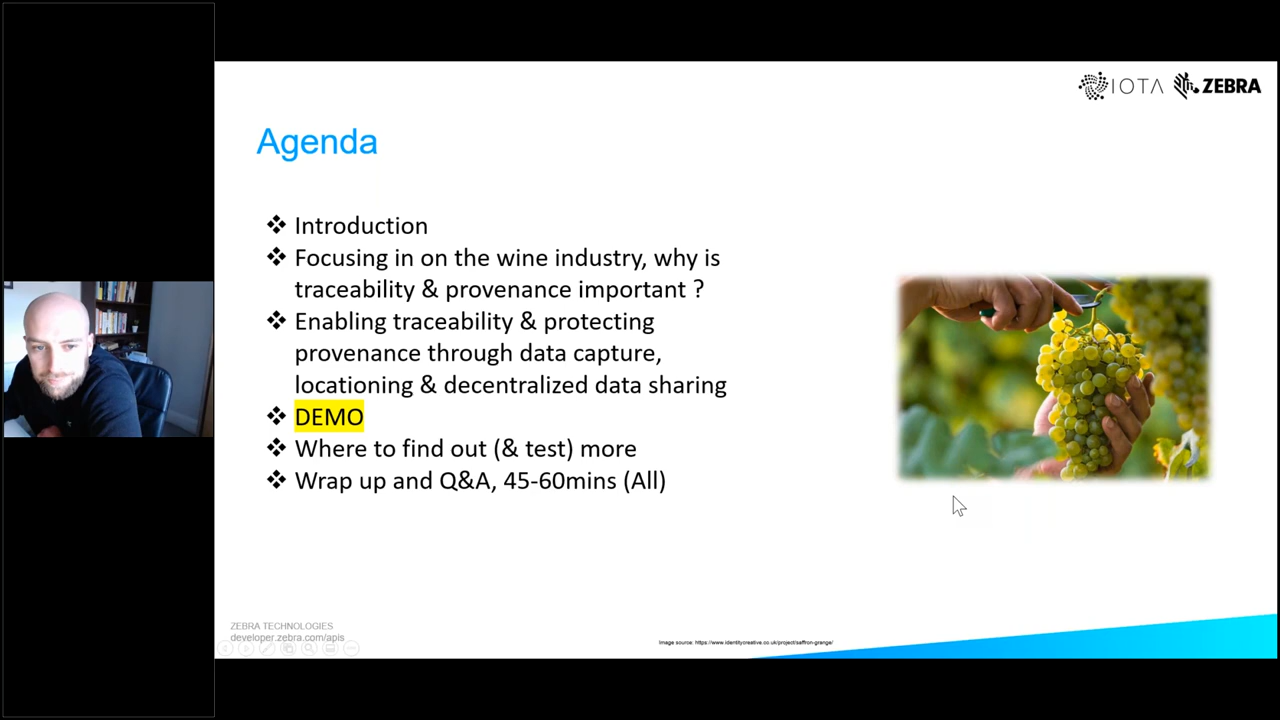 IOTA ZEBRA
Agenda
❖ Introduction
❖ Focusing in on the wine industry, why is
traceability & provenance important ?
❖ Enabling traceability & protecting
provenance through data capture,
locationing & decentralized data sharing
❖ DEMO
❖ Where to find out (& test) more
❖ Wrap up and Q&A, 45-60mins (All)
ZEBRA TECHNOLOGIES
developer.zebra.com/apis
Image source: https://www.identitycreative.co.uk/project/saffron-grange/